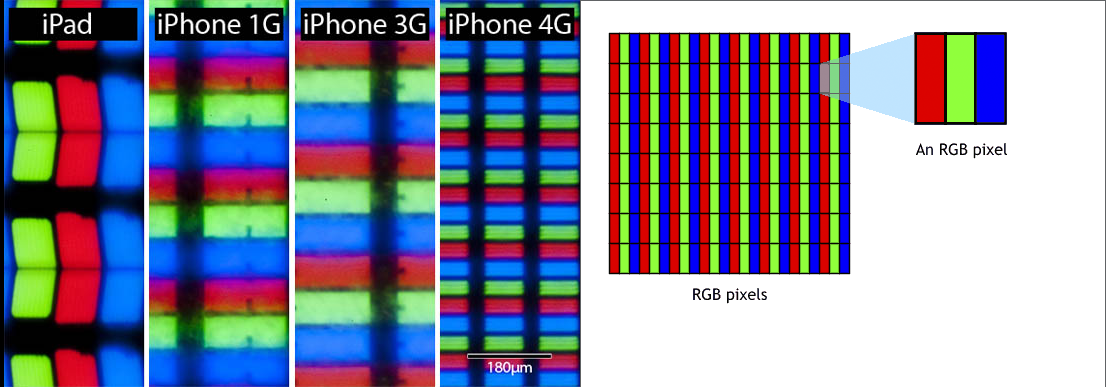 iPad
iPhone 1G
iPhone 3G
iPhone 4G
180µm
RGB pixels
An RGB pixel